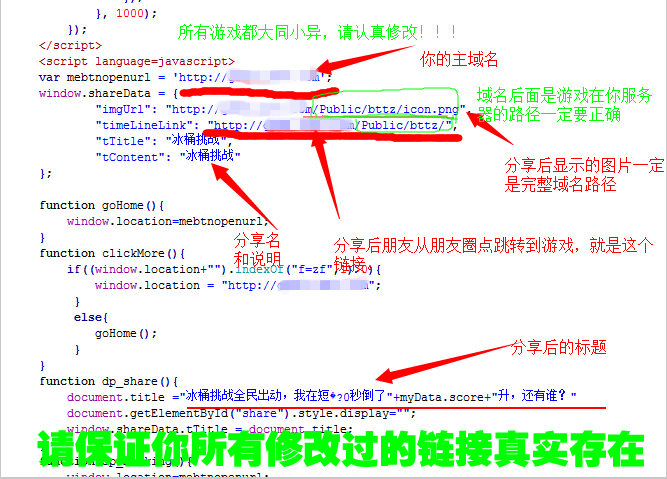 }, 1000);
});
所有游戏都大同小异，请认真修改！！！
</script>
<script language=javascript>
你的主域名
var mebtnopenurl = 'http://g m';
window.shareData = {
"imgUrl": "http://g /Public/bttz/icon.png",
"timeLineLink": "http://g /Public/bttz/",
"tTitle": "冰桶挑战",
"tContent": "冰桶挑战"
};
域名后面是游戏在你服务
器的路径一定要正确
分享后显示的图片一定
是完整域名路径
function goHome(){
window.location=mebtnopenurl;
}
分享名
和说明
分享后朋友从朋友圈点跳转到游戏，就是这个
链接。
function clickMore(){
if((window.location+"").indexOf("f=zf", ){
window.location = "http://g ";
}
else{
goHome();
}
}
分享后的标题
function dp_share(){
document.title ="冰桶挑战全民出动，我在短 ?0秒倒了"+myData.score+"升，还有谁？"
document.getElementById("share").style.display="";
window.shareData.tTitle = document.title;
请保证你所有修改过的链接真实存在
window.location=mebtnopenurl;